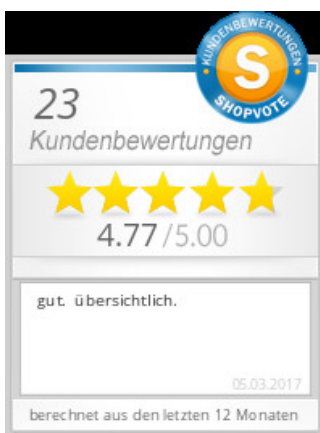 KUNDENBEWERTUNGEN
S
SHOPVOTE
23
Kundenbewertungen
4.77/5.00
gut. übersichtlich.
05.03.2017
berechnet aus den letzten 12 Monaten